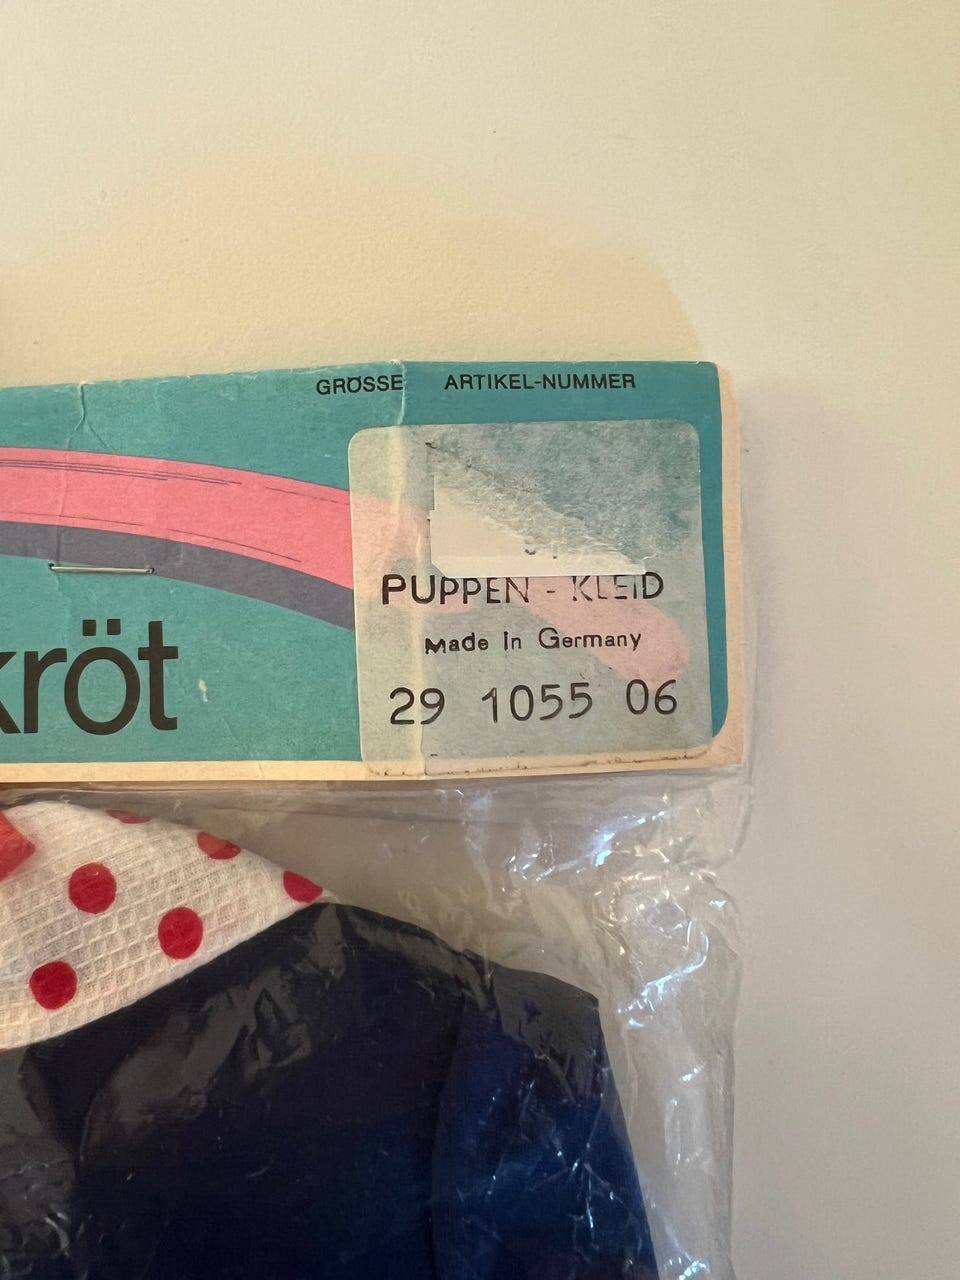 GRÖSSE ARTIKEL-NUMMER
PUPPEN - KLEID
Made in Germany
29 1055 06
kröt